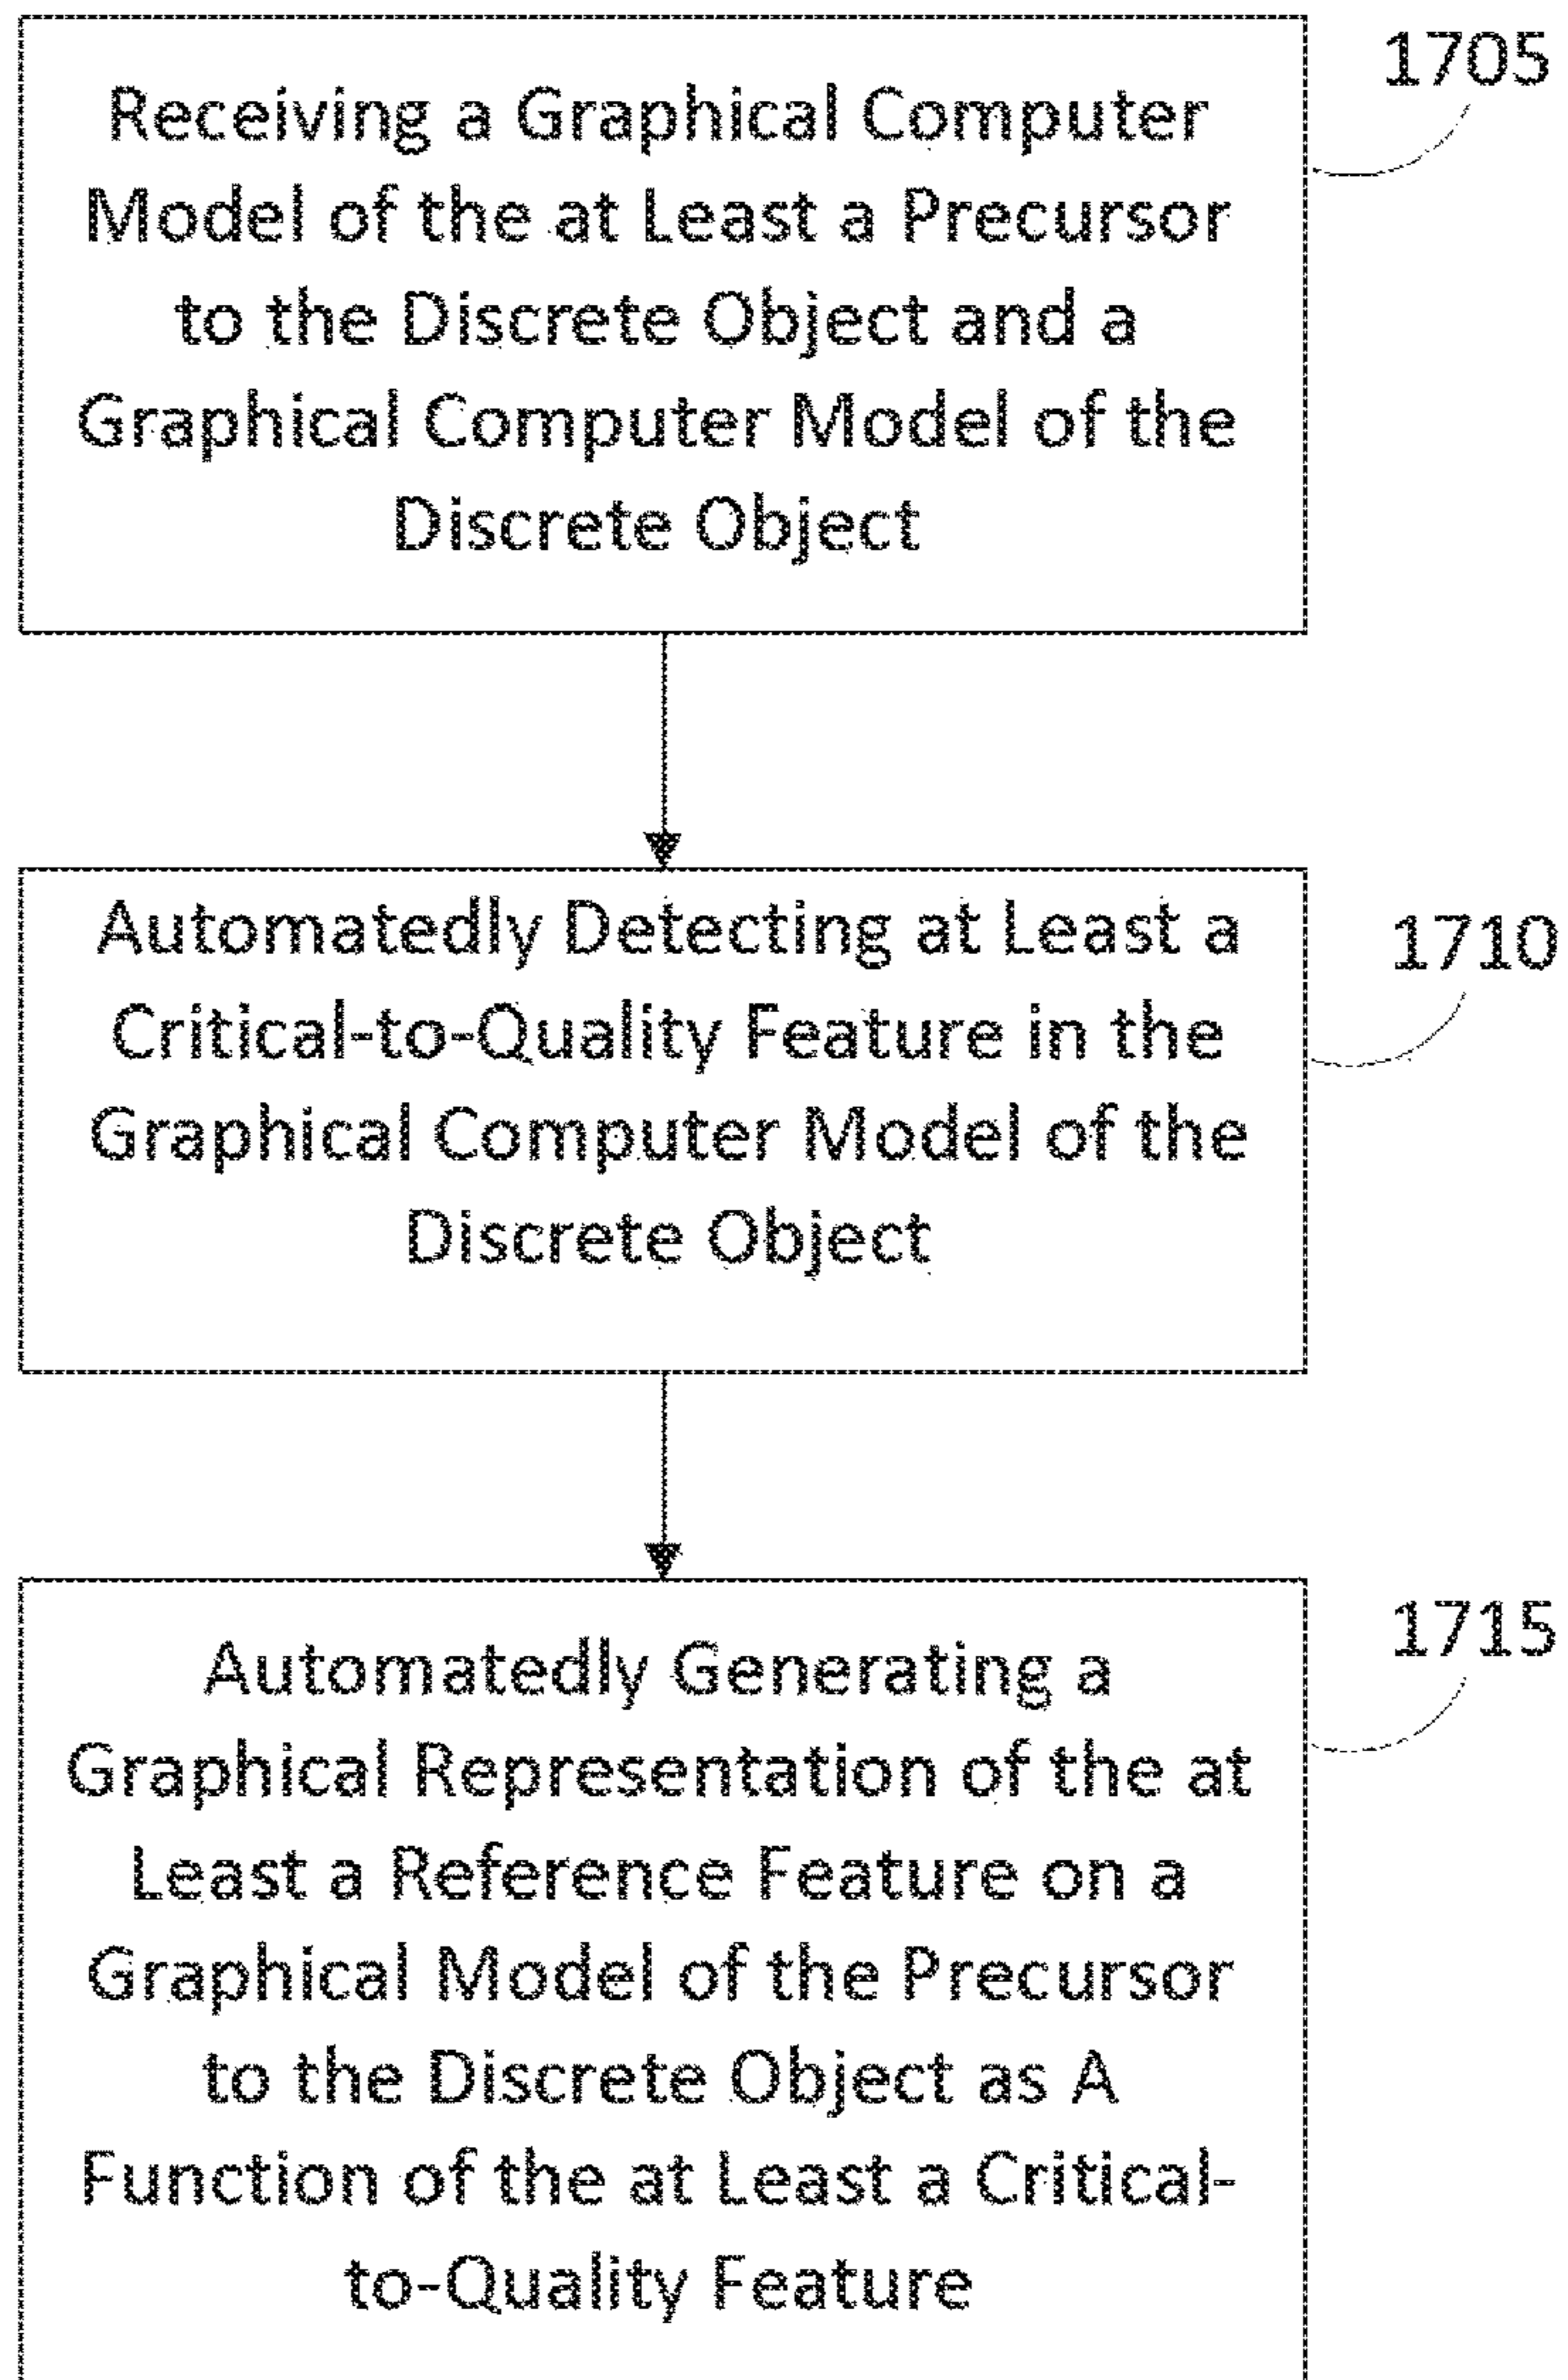 1705
Receiving a Graphical Computer
Model of the at Least a Precursor
to the Discrete Object and a
Graphical Computer Model of the
Discrete Object
1710
Automatedly Detecting at Least a
Critical-to-Quality Feature in the
Graphical Computer Model of the
Discrete Object
1715
Automatedly Generating a
Graphical Representation of the at
Least a Reference Feature on a
Graphical Model of the Precursor
to the Discrete Object as A
Function of the at Least a Critical-
to-Quality Feature